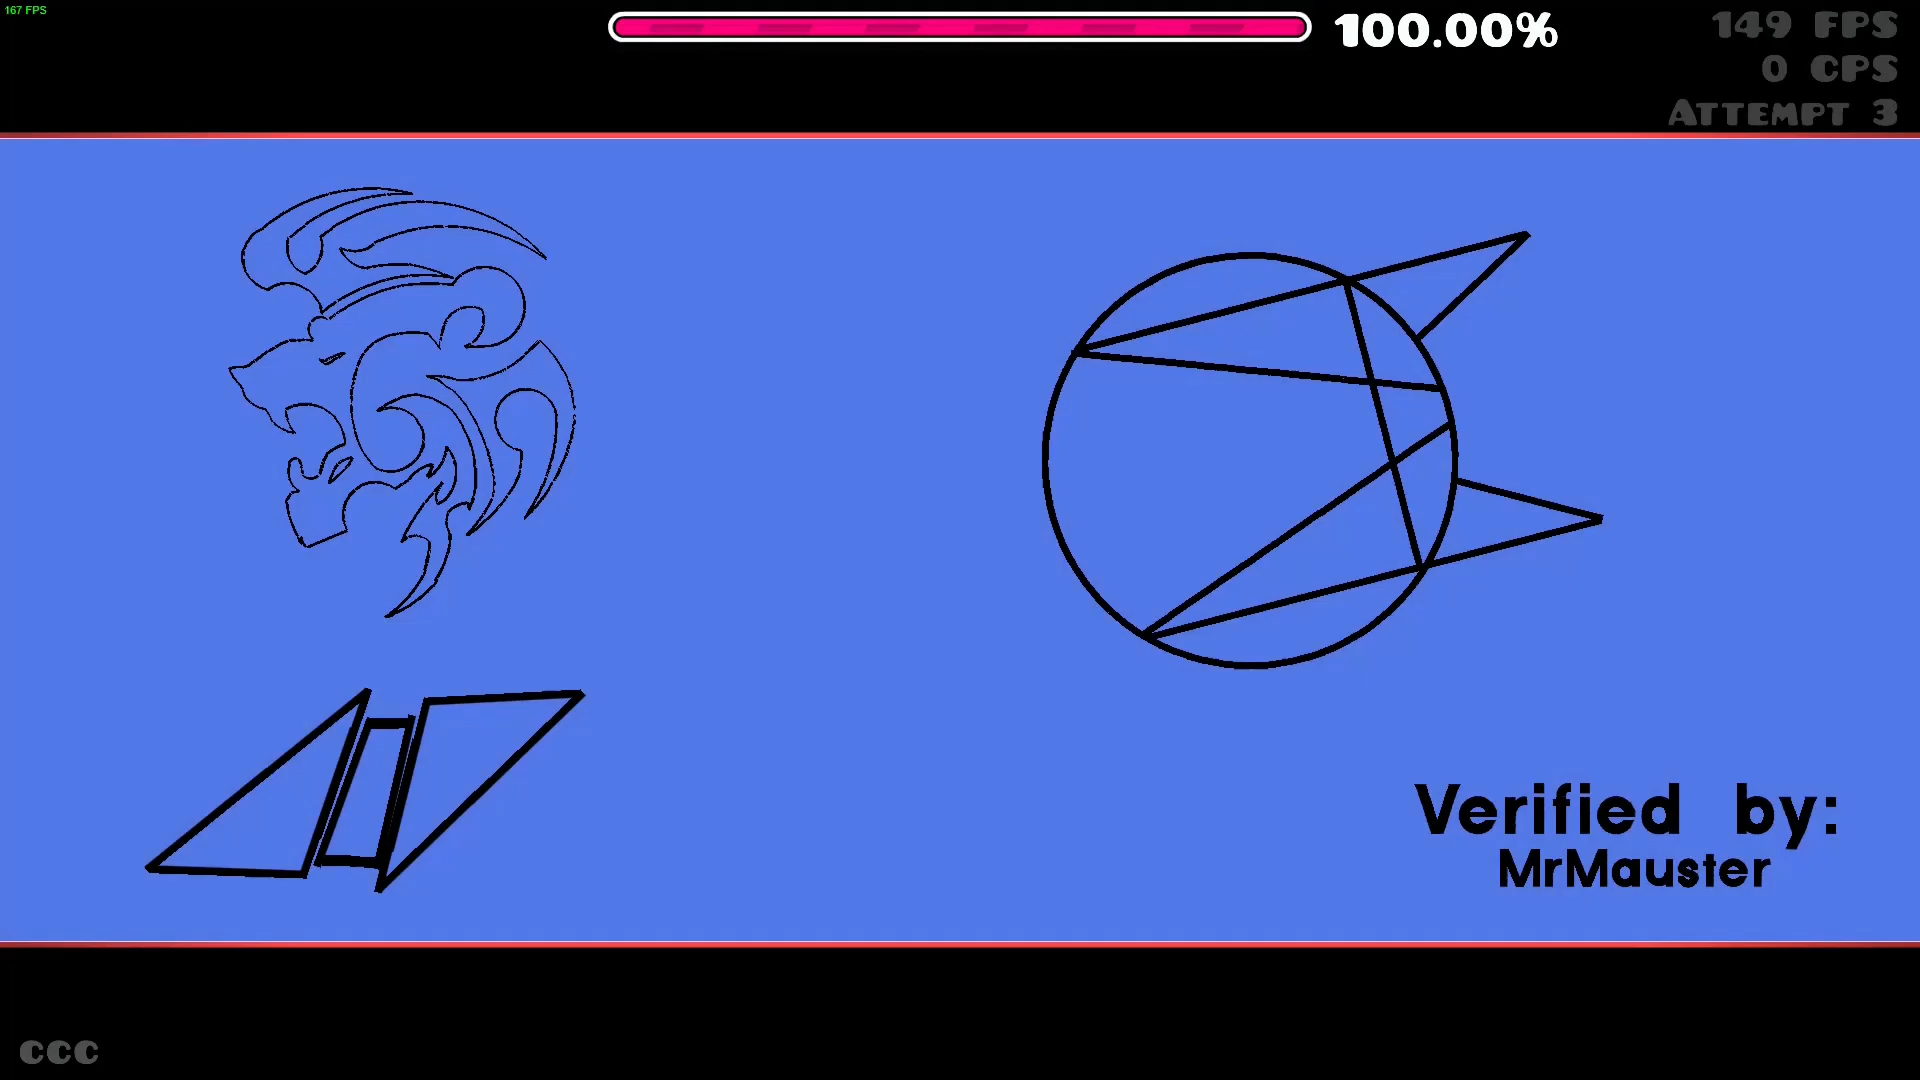 167 FPS
100.00%
149 FPS
0 CPS
Attempt 3
Verified by:
MrMauster
ccc